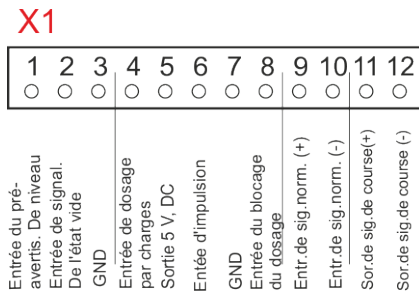 X1
1 2 3 4 5 6 7 8 9 10 11 12
Entrée du pré-
avertis. De niveau
Entrée de signal.
De l'état vide
GND
Entrée de dosage
par charges
Sortie 5 V, DC
Entée d'impulsion
GND
Entrée du blocage
du dosage
Entr.de sig.norm. (+)
Entr.de sig.norm. (-)
Sor.de sig.de course(+)
Sor.de sig.de course (-)